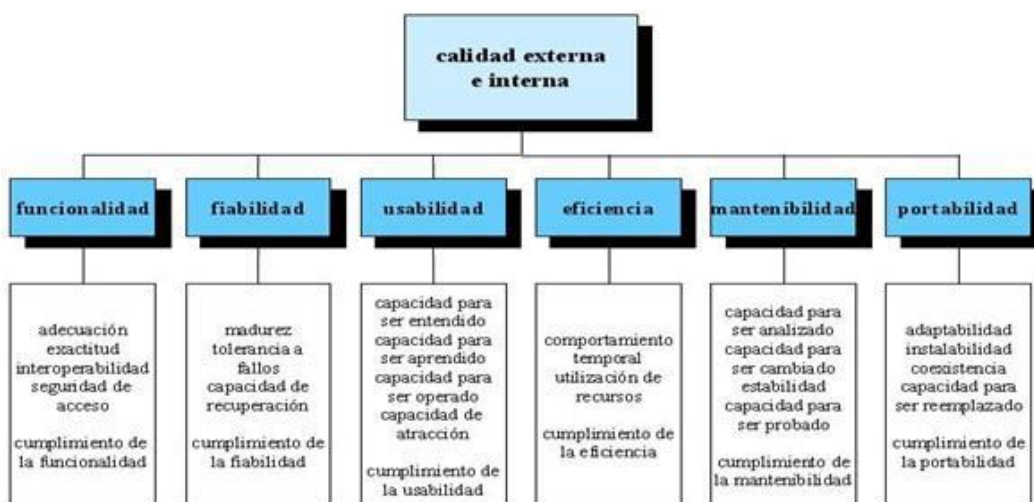 calidad externa
e interna
funcionalidad
fiabilidad
usabilidad
eficiencia
mantenibilidad
portabilidad
adecuación
exactitud
interoperabilidad
seguridad de
acceso
cumplimiento de
la funcionalidad
madurez
tolerancia a
fallos
capacidad de
recuperación
cumplimiento de
la fiabilidad
capacidad para
ser entendido
capacidad para
ser aprendido
capacidad para
ser operado
capacidad de
atracción
cumplimiento de
la usabilidad
comportamiento
temporal
utilización de
recursos
cumplimiento de
la eficiencia
capacidad para
ser analizado
capacidad para
ser cambiado
estabilidad
capacidad para
ser probado
cumplimiento de
la mantenibilidad
adaptabilidad
instalabilidad
coexistencia
capacidad para
ser reemplazado
cumplimiento de
la portabilidad